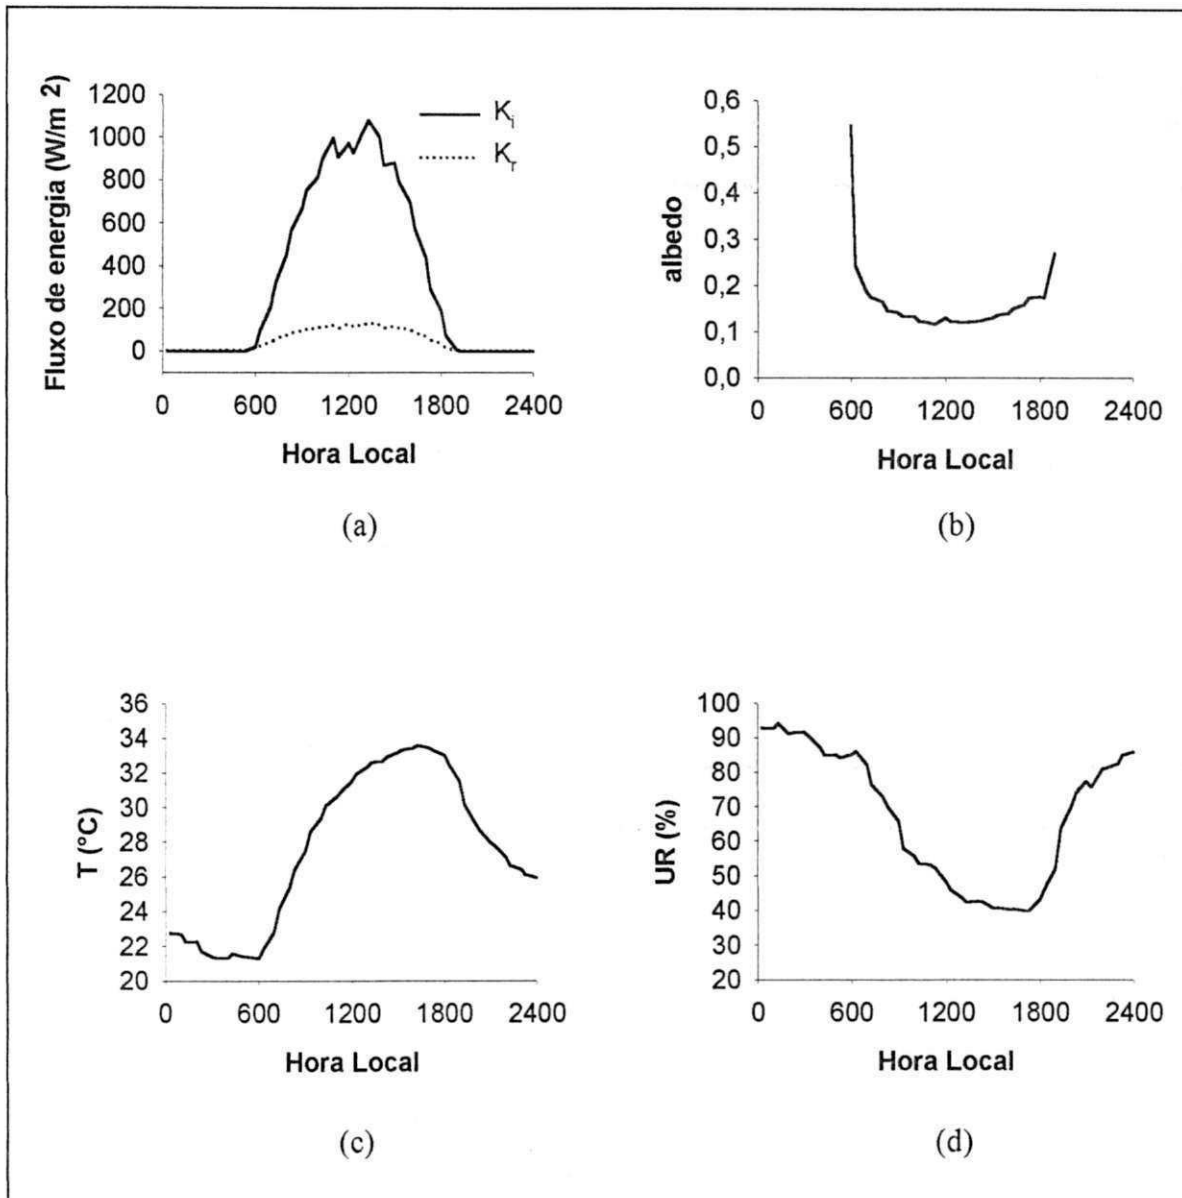 Fluxo de energia (W/m 2)
1200
1000
800
600
400
200
0
0 600 1200 1800 2400
Hora Local
K i
K r
(a)
albedo
0,6
0,5
0,4
0,3
0,2
0,1
0,0
0 600 1200 1800 2400
Hora Local
(b)
T (°C)
36
34
32
30
28
26
24
22
20
0 600 1200 1800 2400
Hora Local
(c)
UR (%)
100
90
80
70
60
50
40
30
20
0 600 1200 1800 2400
Hora Local
(d)